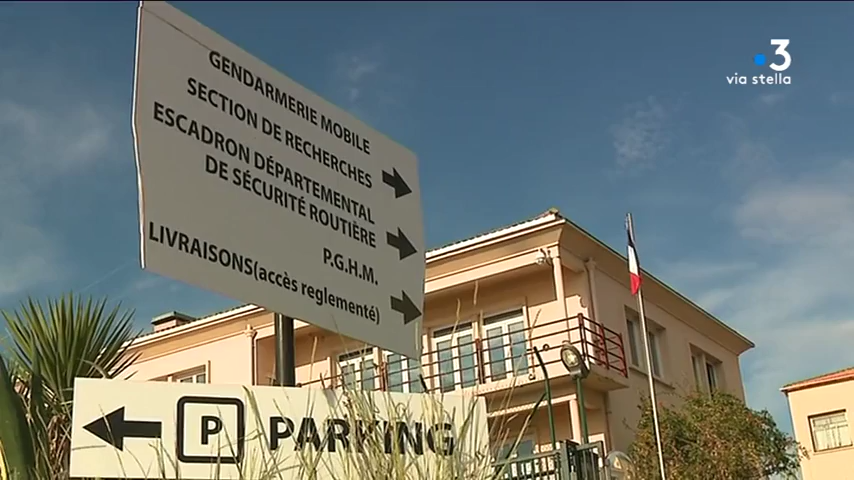 3
via stella
GENDARMERIE MOBILE
SECTION DE RECHERCHES
ESCADRON DÉPARTEMENTAL
DE SÉCURITÉ ROUTIÈRE
P.G.H.M.
LIVRAISONS(accès reglementé)
P PARKING